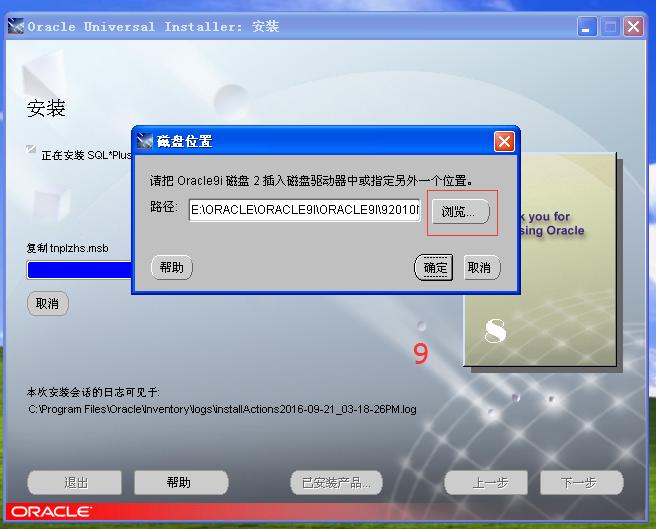 Oracle Universal Installer: 安装
安装
正在安装 SQL*Plus
磁盘位置
请把 Oracle9i 磁盘 2 插入磁盘驱动器中或指定另外一个位置。
路径:
E:\ORACLE\ORACLE9I\ORACLE9I\92010
浏览...
帮助
确定
取消
k you for
sing Oracle
复制 tnplzhs.msb
取消
9
8
本次安装会话的日志可见于:
C:\Program Files\Oracle\Inventory\logs\installActions2016-09-21_03-18-26PM.log
退出
帮助
已安装产品...
上一步
下一步
ORACLE